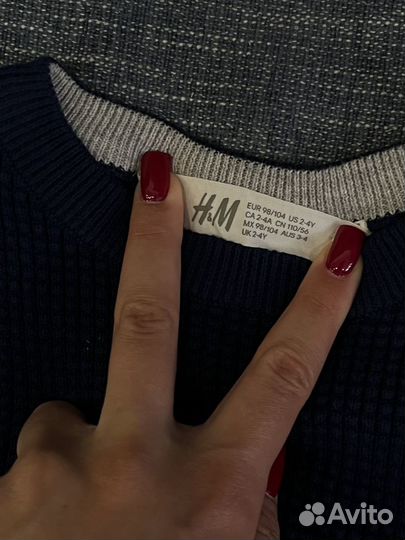 H&M
EUR 98/104 US 2-4Y
CA 2-4A CN 110/56
MX 98/104 AUS 3-4
UK 2-4Y
Avito